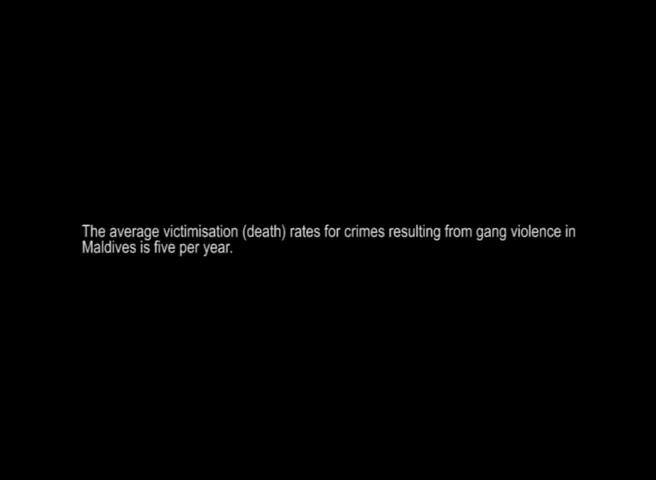 The average victimisation (death) rates for crimes resulting from gang violence in
Maldives is five per year.